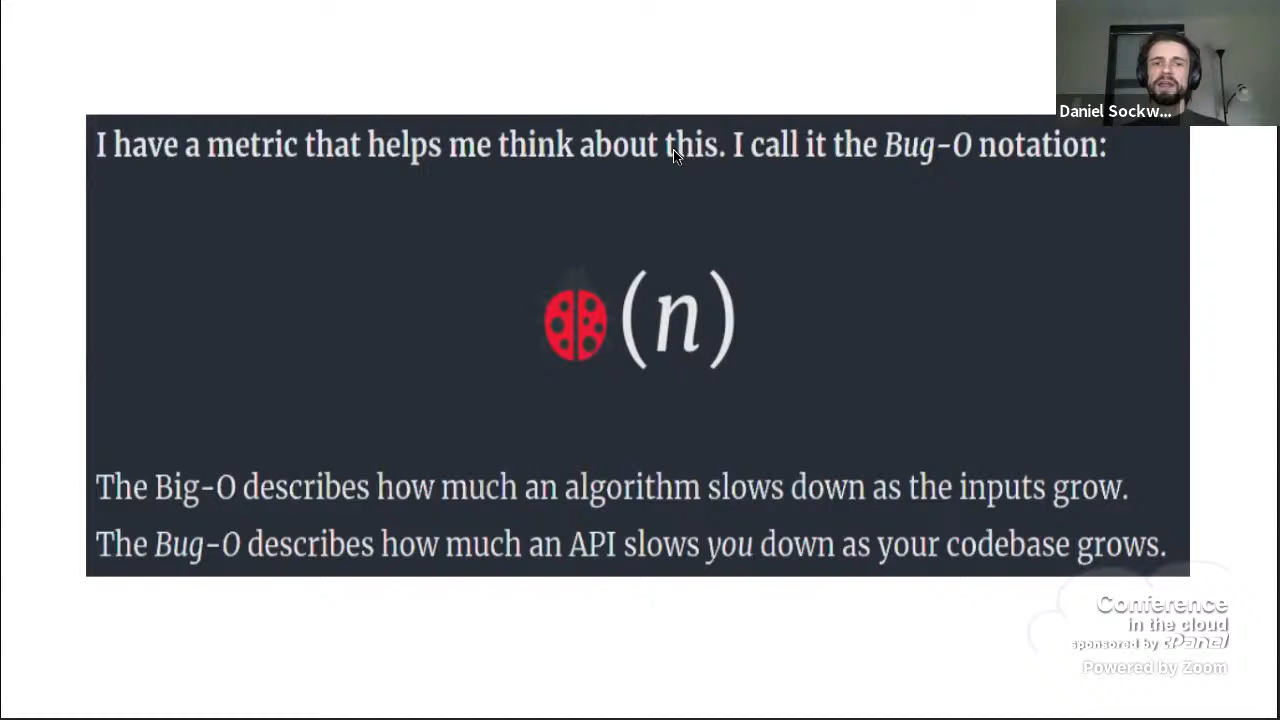 Daniel Sockw...
I have a metric that helps me think about this. I call it the Bug-O notation:
(n)
The Big-O describes how much an algorithm slows down as the inputs grow.
The Bug-O describes how much an API slows you down as your codebase grows.
Conference
in the cloud
sponsored by cPanel
Powered by Zoom